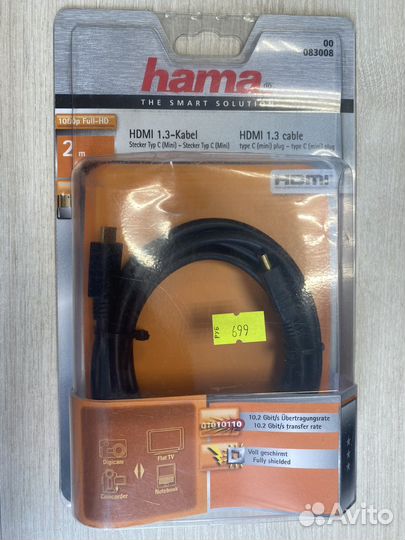 00
083008
hama®
THE SMART SOLUTION
1080p Full-HD
2 m
HDMI 1.3-Kabel
Stecker Typ C (Mini) – Stecker Typ C (Mini)
HDMI 1.3 cable
type C (mini) plug – type C (mini) plug
HDMI
РУБ
699
01010110
10.2 Gbit/s Übertragungsrate
10.2 Gbit/s transfer rate
Voll geschirmt
Fully shielded
Digicam
Flat TV
Camcorder
Notebook
Avito